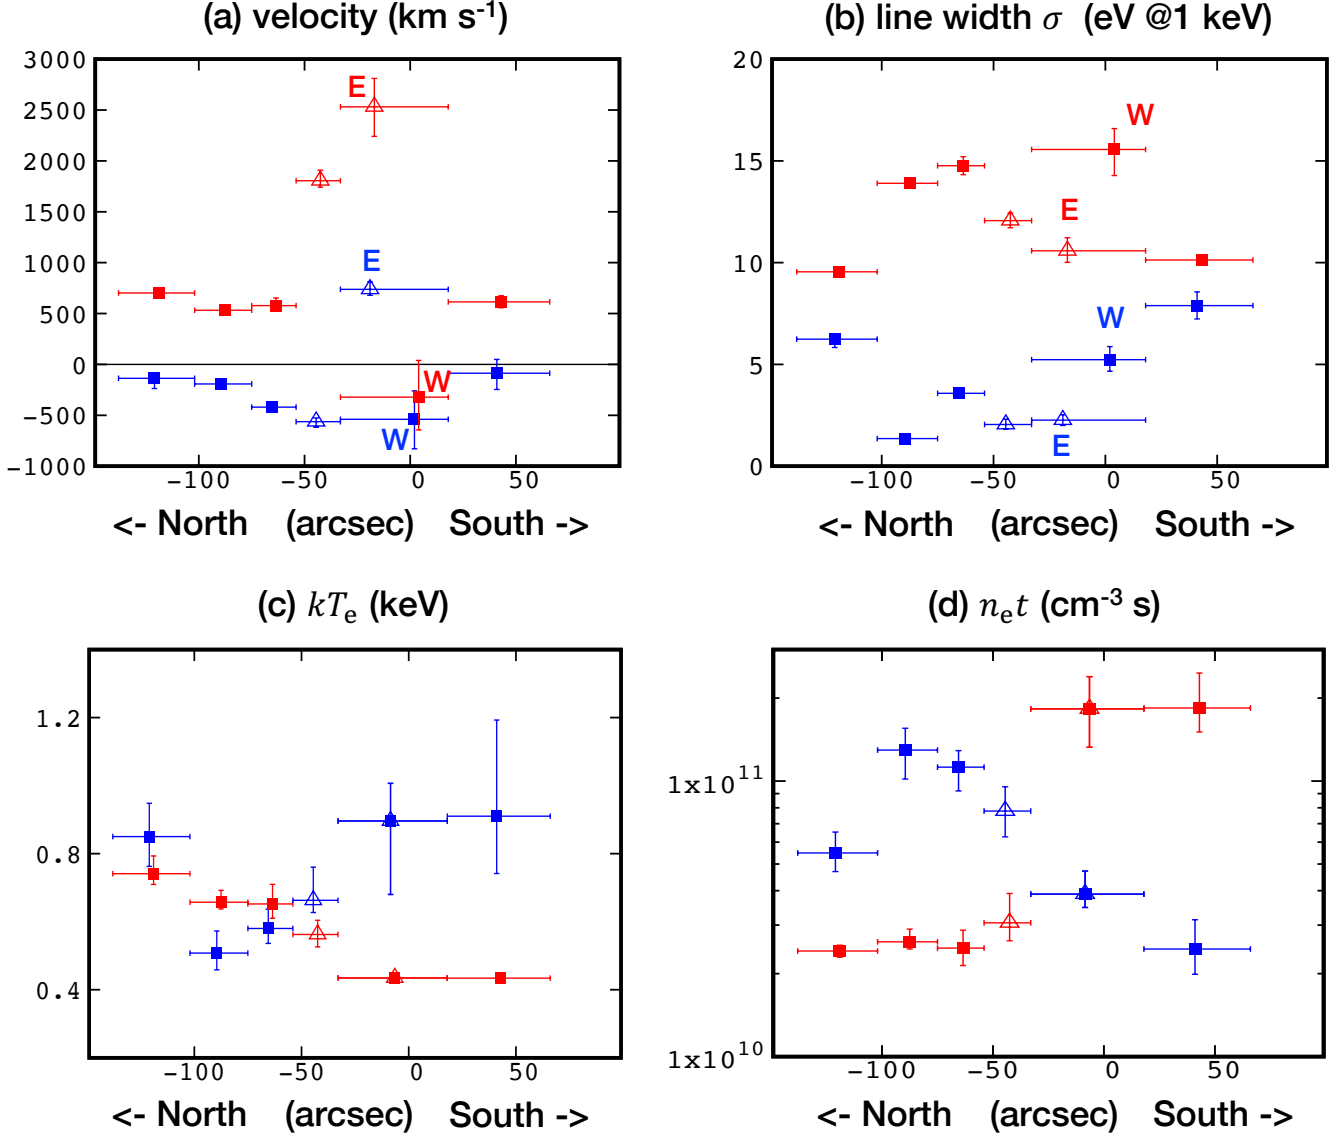 (a) velocity (km s⁻¹)
3000
2500
2000
1500
1000
500
0
−500
−1000
E
E
W
W
−100 −50 0 50
<- North (arcsec) South ->
(b) line width σ (eV @1 keV)
20
15
10
5
0
W
E
W
E
−100 −50 0 50
<- North (arcsec) South ->
(c) kTₑ (keV)
1.2
0.8
0.4
−100 −50 0 50
<- North (arcsec) South ->
(d) nₑt (cm⁻³ s)
1x10¹¹
1x10¹⁰
−100 −50 0 50
<- North (arcsec) South ->